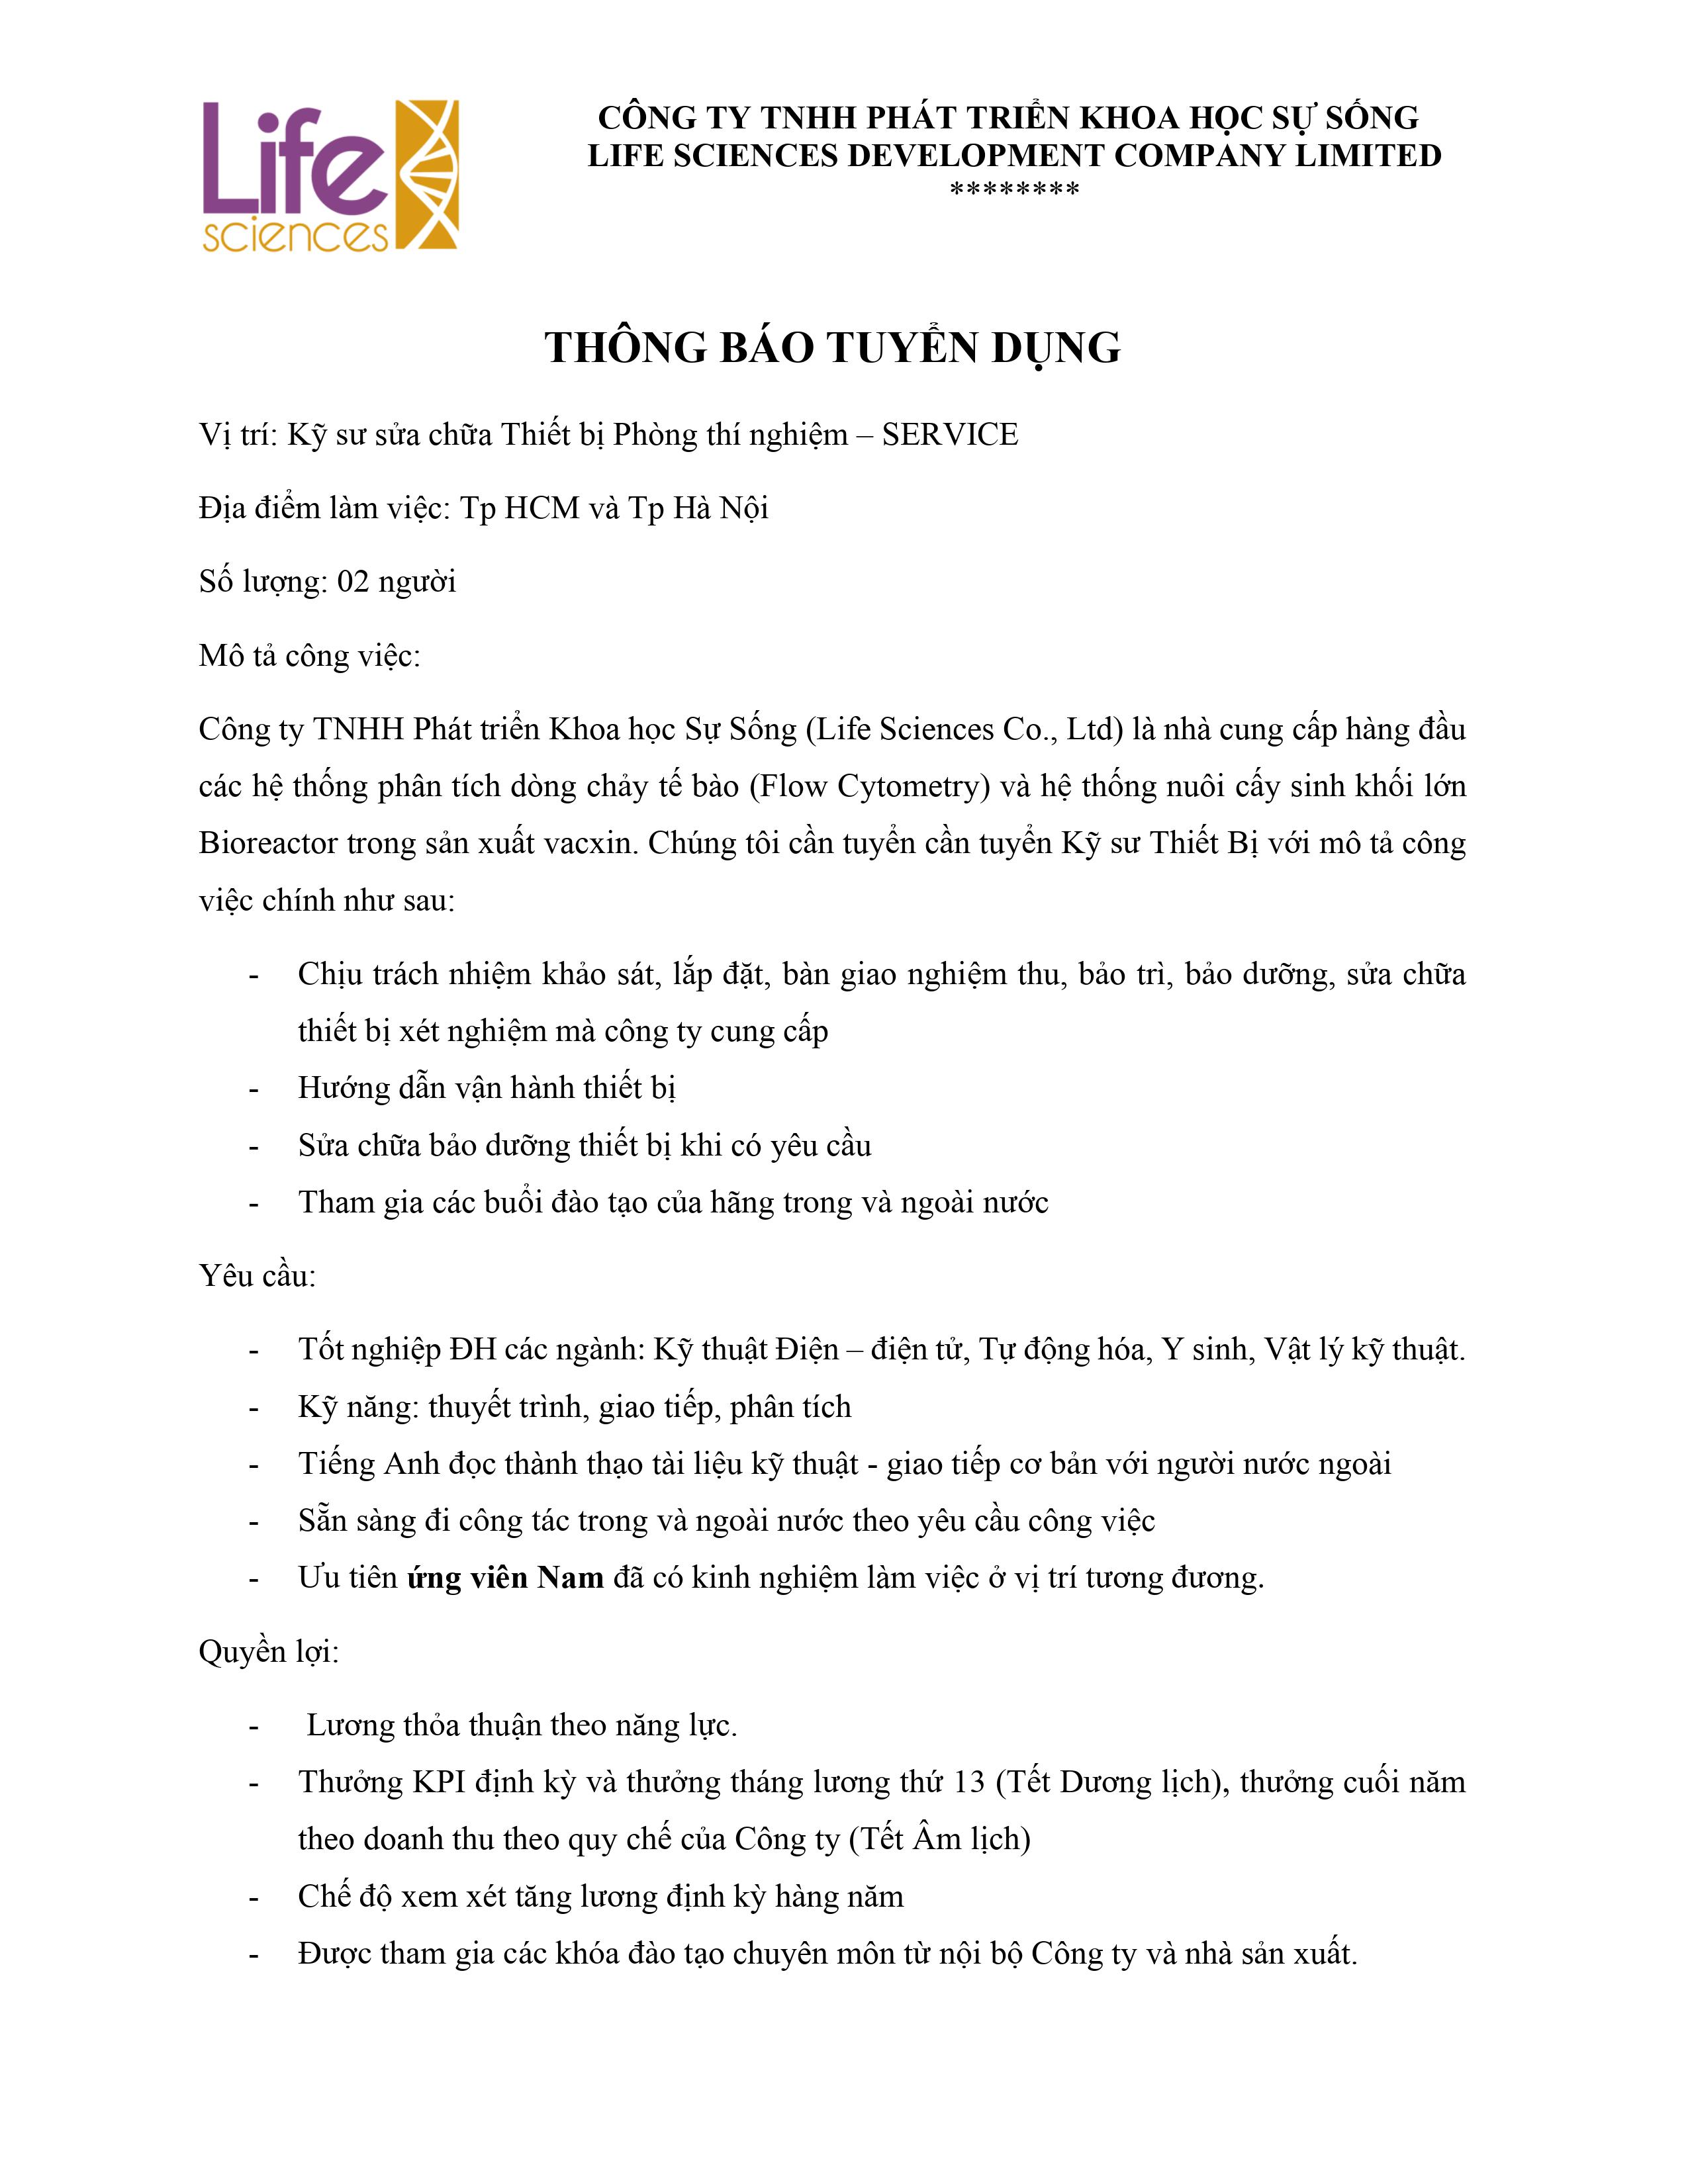 Life
sciences
CÔNG TY TNHH PHÁT TRIỂN KHOA HỌC SỰ SỐNG
LIFE SCIENCES DEVELOPMENT COMPANY LIMITED
********
THÔNG BÁO TUYỂN DỤNG
Vị trí: Kỹ sư sửa chữa Thiết bị Phòng thí nghiệm – SERVICE
Địa điểm làm việc: Tp HCM và Tp Hà Nội
Số lượng: 02 người
Mô tả công việc:
Công ty TNHH Phát triển Khoa học Sự Sống (Life Sciences Co., Ltd) là nhà cung cấp hàng đầu
các hệ thống phân tích dòng chảy tế bào (Flow Cytometry) và hệ thống nuôi cấy sinh khối lớn
Bioreactor trong sản xuất vacxin. Chúng tôi cần tuyển cần tuyển Kỹ sư Thiết Bị với mô tả công
việc chính như sau:
- Chịu trách nhiệm khảo sát, lắp đặt, bàn giao nghiệm thu, bảo trì, bảo dưỡng, sửa chữa
thiết bị xét nghiệm mà công ty cung cấp
- Hướng dẫn vận hành thiết bị
- Sửa chữa bảo dưỡng thiết bị khi có yêu cầu
- Tham gia các buổi đào tạo của hãng trong và ngoài nước
Yêu cầu:
- Tốt nghiệp ĐH các ngành: Kỹ thuật Điện – điện tử, Tự động hóa, Y sinh, Vật lý kỹ thuật.
- Kỹ năng: thuyết trình, giao tiếp, phân tích
- Tiếng Anh đọc thành thạo tài liệu kỹ thuật - giao tiếp cơ bản với người nước ngoài
- Sẵn sàng đi công tác trong và ngoài nước theo yêu cầu công việc
- Ưu tiên ứng viên Nam đã có kinh nghiệm làm việc ở vị trí tương đương.
Quyền lợi:
- Lương thỏa thuận theo năng lực.
- Thưởng KPI định kỳ và thưởng tháng lương thứ 13 (Tết Dương lịch), thưởng cuối năm
theo doanh thu theo quy chế của Công ty (Tết Âm lịch)
- Chế độ xem xét tăng lương định kỳ hàng năm
- Được tham gia các khóa đào tạo chuyên môn từ nội bộ Công ty và nhà sản xuất.